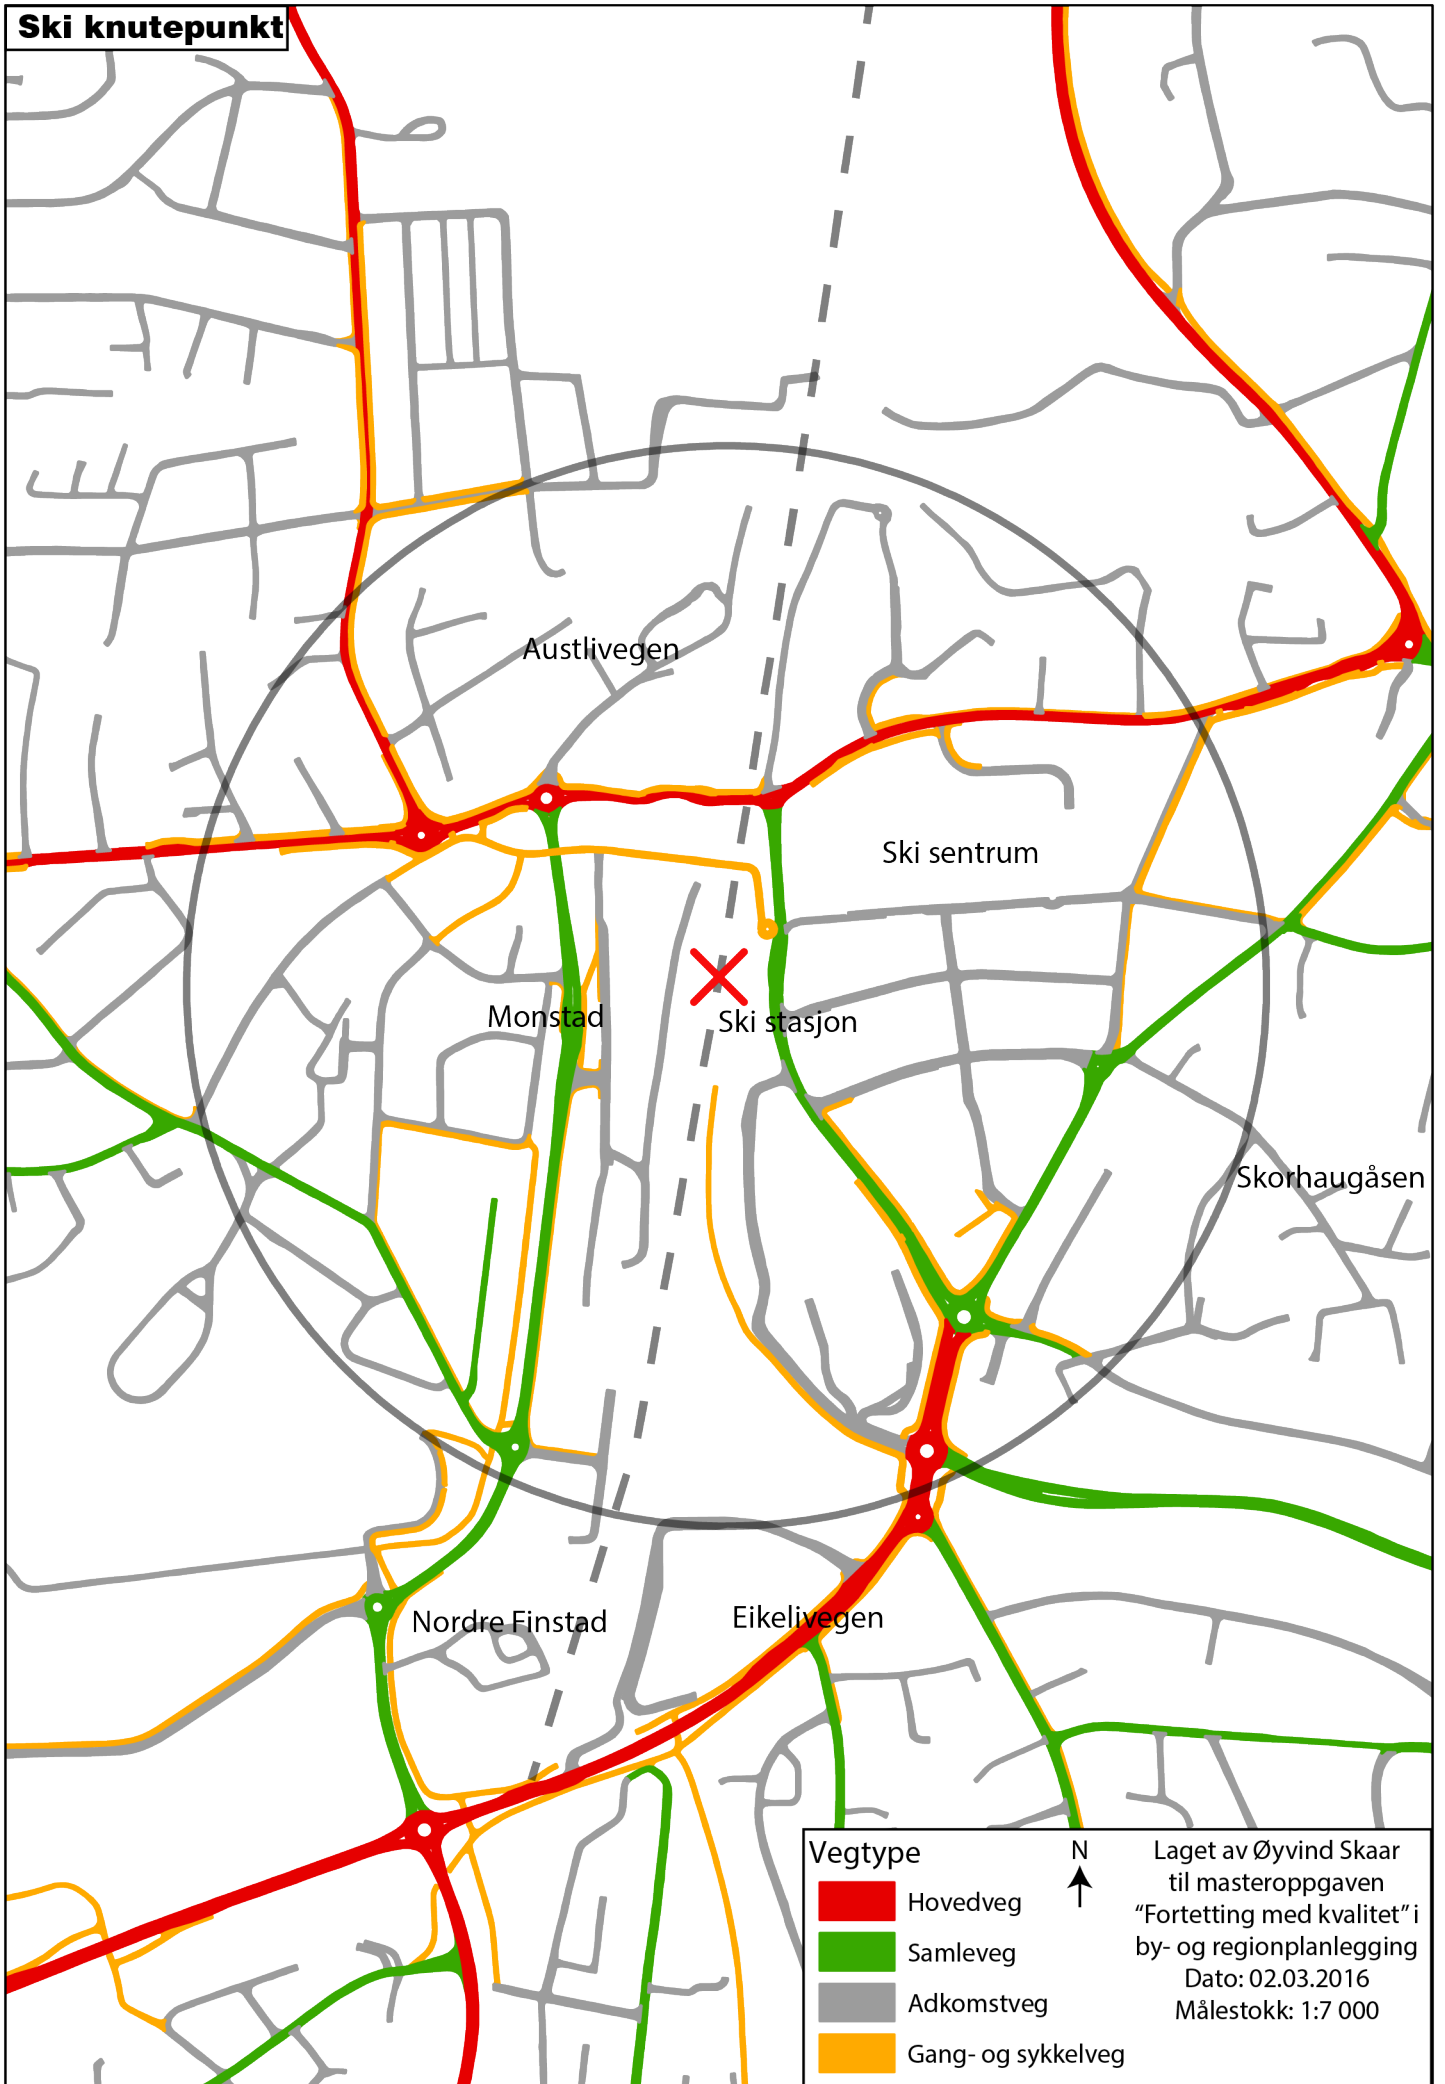 Ski knutepunkt
Austlivegen
Ski sentrum
Monstad
Ski stasjon
Skorhaugåsen
Nordre Finstad
Eikelivegen
Vegtype
Hovedveg
Samleveg
Adkomstveg
Gang- og sykkelveg
N
Laget av Øyvind Skaar
til masteroppgaven
“Fortetting med kvalitet” i
by- og regionplanlegging
Dato: 02.03.2016
Målestokk: 1:7 000